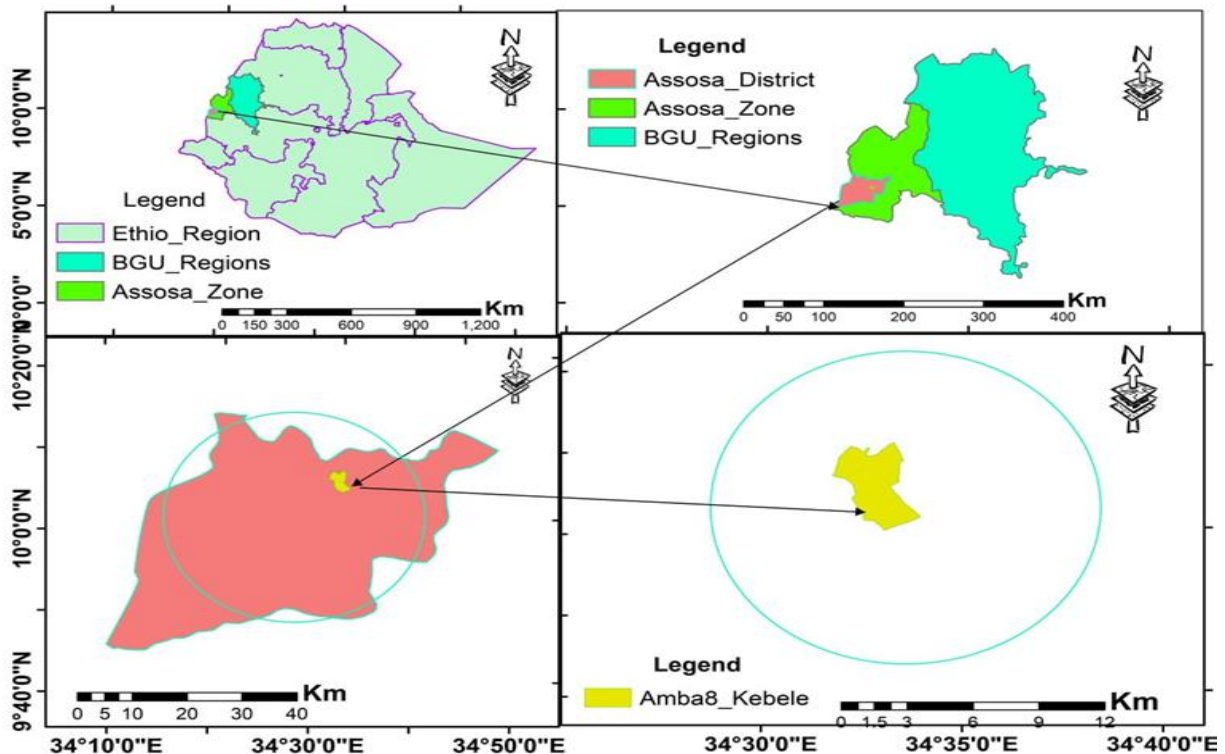 N
10°0'0"N
5°0'0"N
0°0'0"
Legend
Ethio_Region
BGU_Regions
Assosa_Zone
Km
0 150 300 600 900 1,200
Legend
Assosa_District
Assosa_Zone
BGU_Regions
N
Km
0 50 100 200 300 400
N
10°20'0"N
10°0'0"N
9°40'0"N
Km
0 5 10 20 30 40
34°10'0"E 34°30'0"E 34°50'0"E
N
Legend
Amba8_Kebele
Km
0 1.5 3 6 9 12
34°30'0"E 34°35'0"E 34°40'0"E